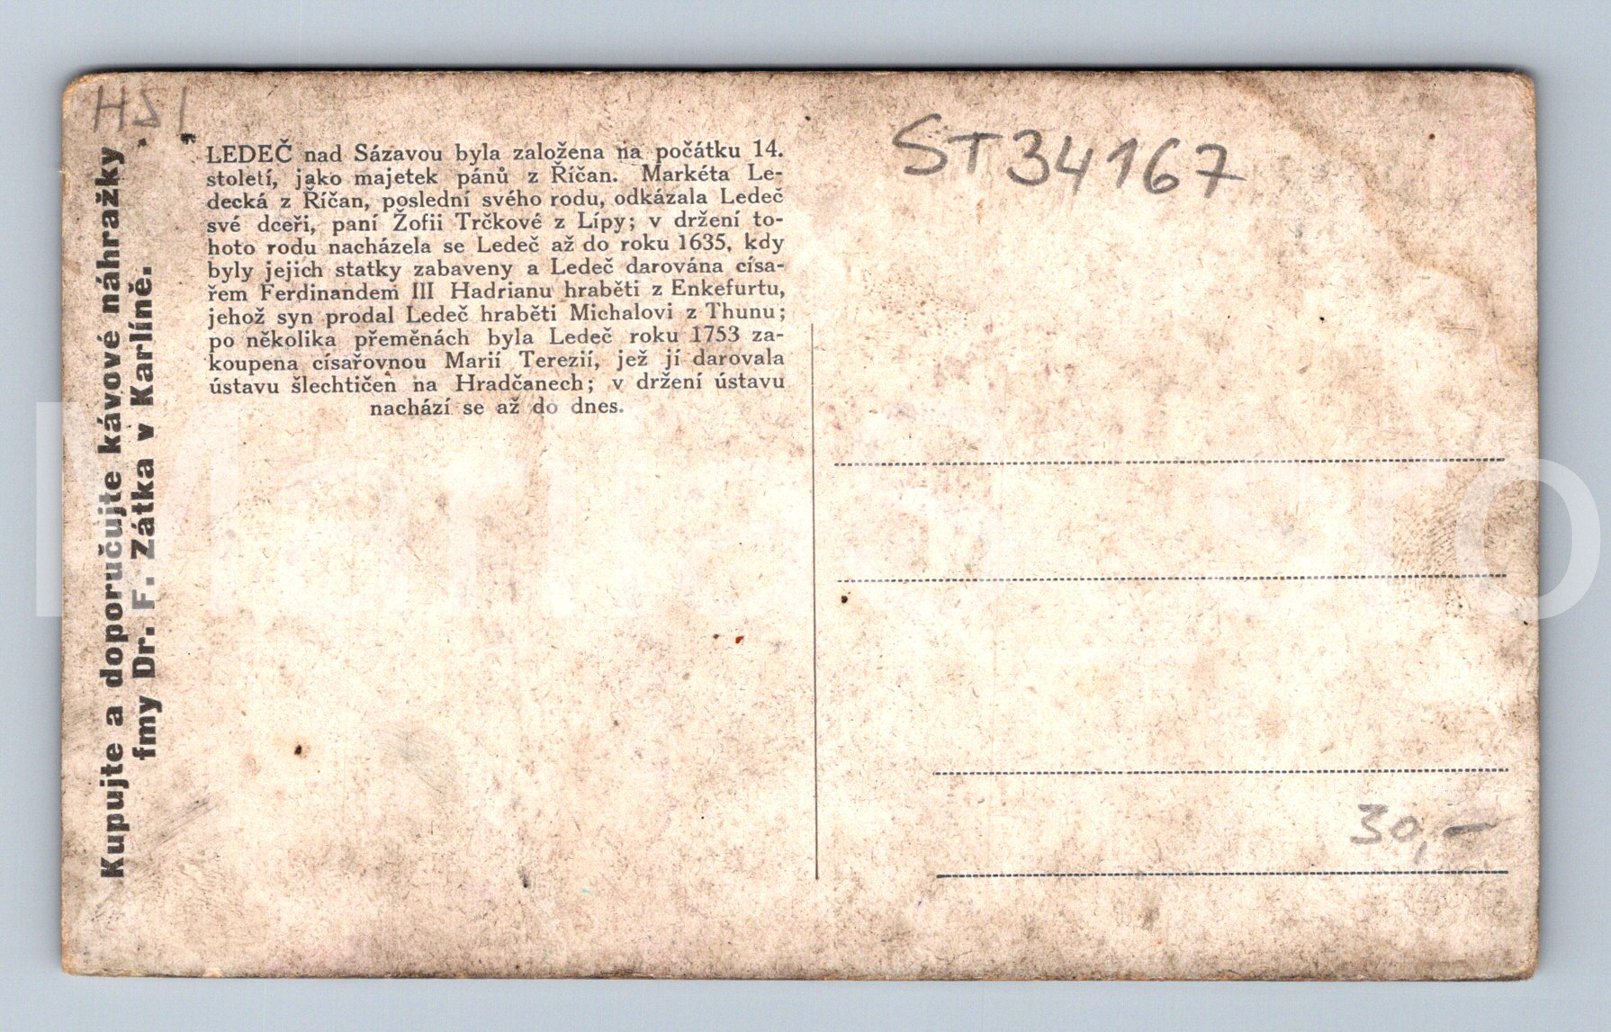 HSI
Kupujte a doporučujte kávové náhražky
fmy Dr. F. Zátka v Karlíně.
LEDEČ nad Sázavou byla založena na počátku 14.
století, jako majetek pánů z Říčan. Markéta Le-
decká z Říčan, poslední svého rodu, odkázala Ledeč
své dceři, paní Žofii Trčkové z Lípy; v držení to-
hoto rodu nacházela se Ledeč až do roku 1635, kdy
byly jejich statky zabaveny a Ledeč darována císa-
řem Ferdinandem III Hadrianu hraběti z Enkefurtu,
jehož syn prodal Ledeč hraběti Michalovi z Thunu;
po několika přeměnách byla Ledeč roku 1753 za-
koupena císařovnou Marií Terezií, jež jí darovala
ústavu šlechtičen na Hradčanech; v držení ústavu
nachází se až do dnes.
ST34167
30,-